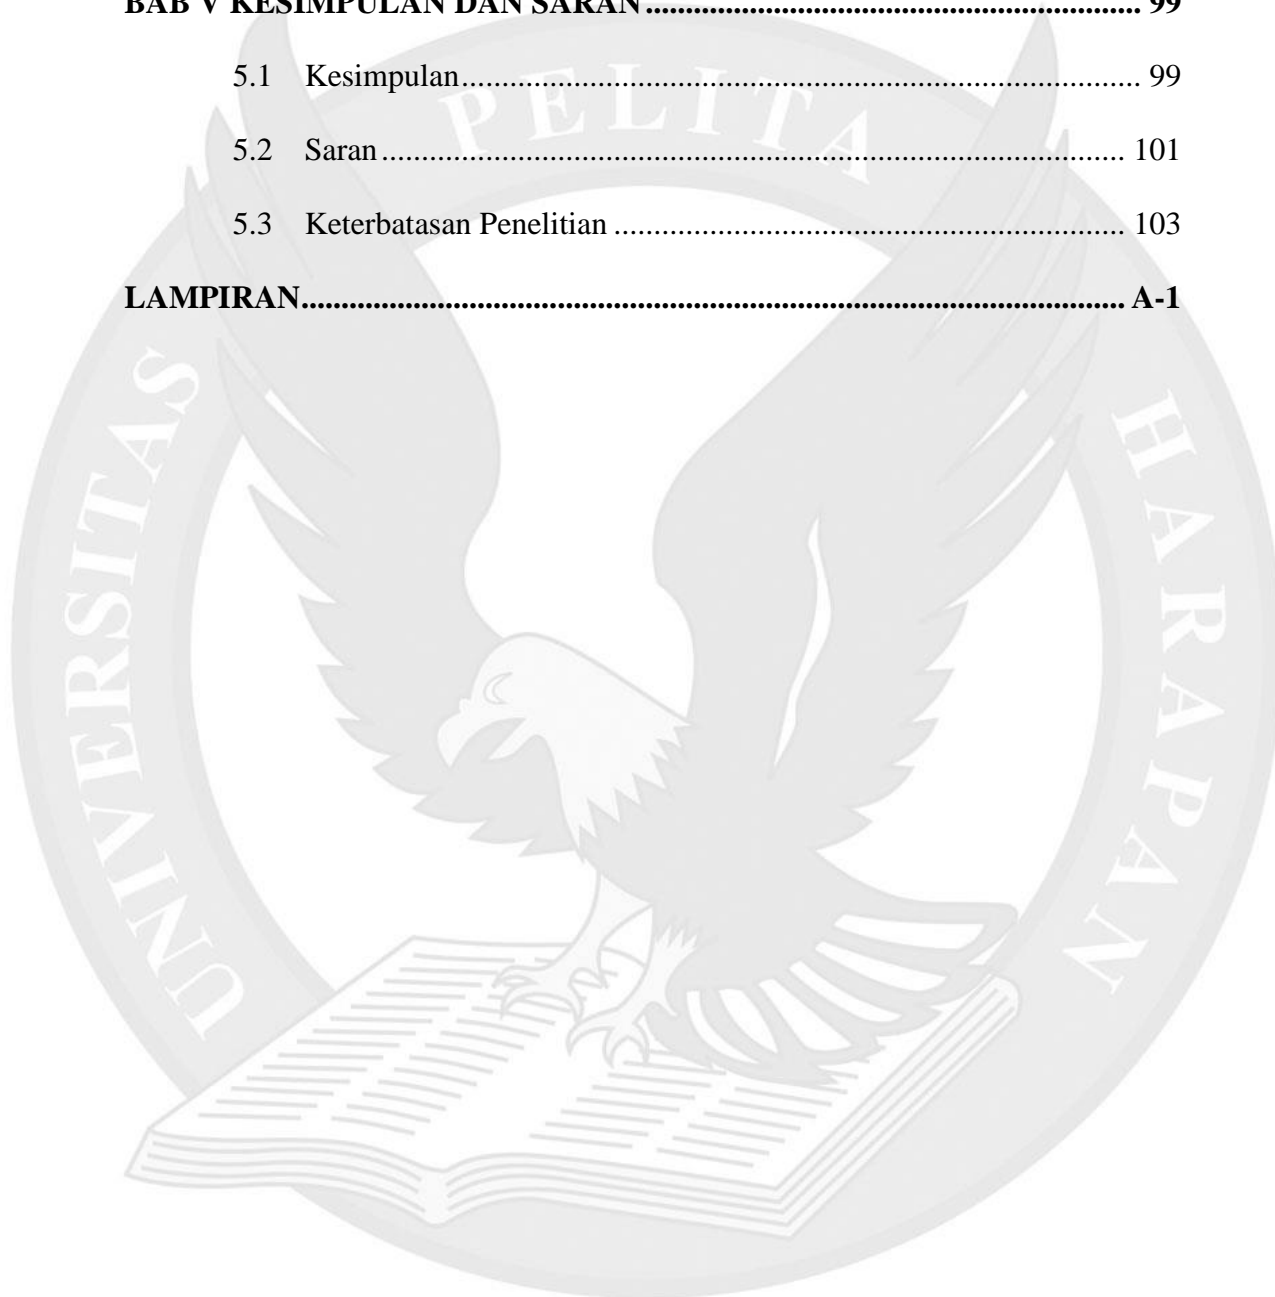 BAB V KESIMPULAN DAN SARAN.............................................................. 99
5.1 Kesimpulan..................................................................................... 99
5.2 Saran............................................................................................. 101
5.3 Keterbatasan Penelitian................................................................ 103
LAMPIRAN....................................................................................................... A-1
UNIVERSITAS PELITA HARAPAN